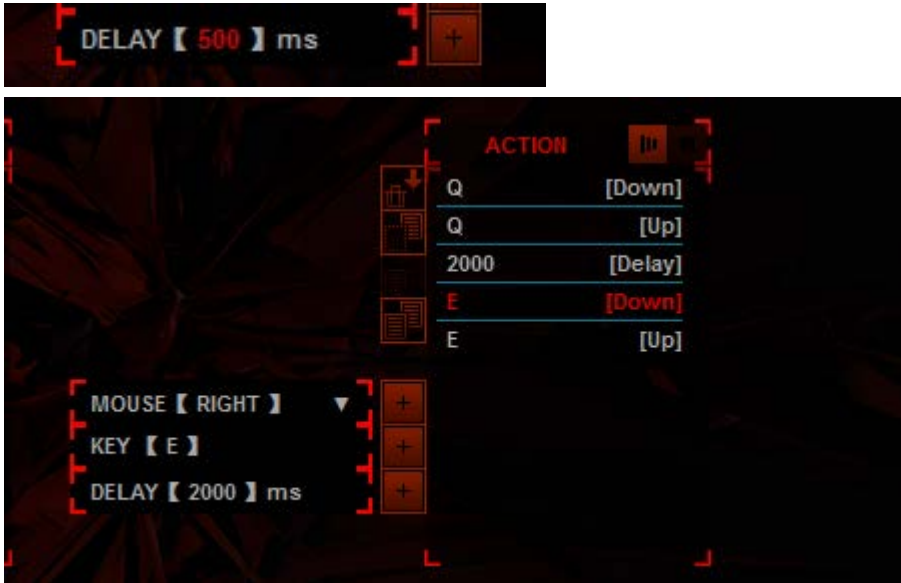 DELAY【 500 】ms
ACTION
Q [Down]
Q [Up]
2000 [Delay]
E [Down]
E [Up]
MOUSE【 RIGHT 】 ▼
KEY 【 E 】
DELAY【 2000 】ms